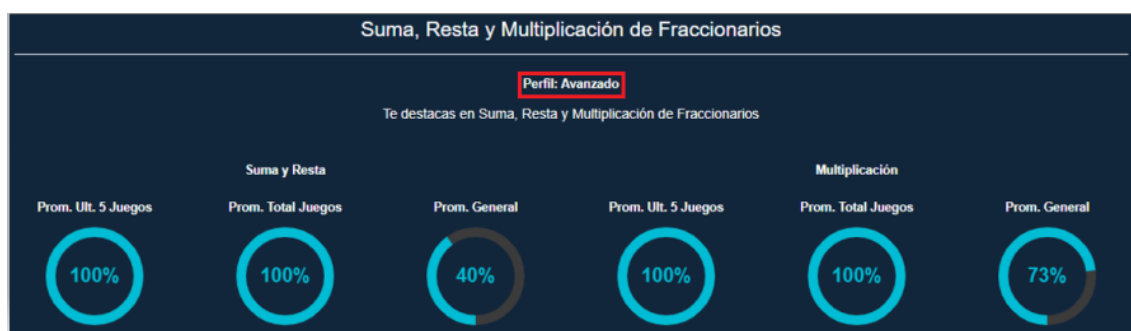 Suma, Resta y Multiplicación de Fraccionarios
Perfil: Avanzado
Te destacas en Suma, Resta y Multiplicación de Fraccionarios
Suma y Resta
Multiplicación
Prom. Ult. 5 Juegos
Prom. Total Juegos
Prom. General
Prom. Ult. 5 Juegos
Prom. Total Juegos
Prom. General
100%
100%
40%
100%
100%
73%